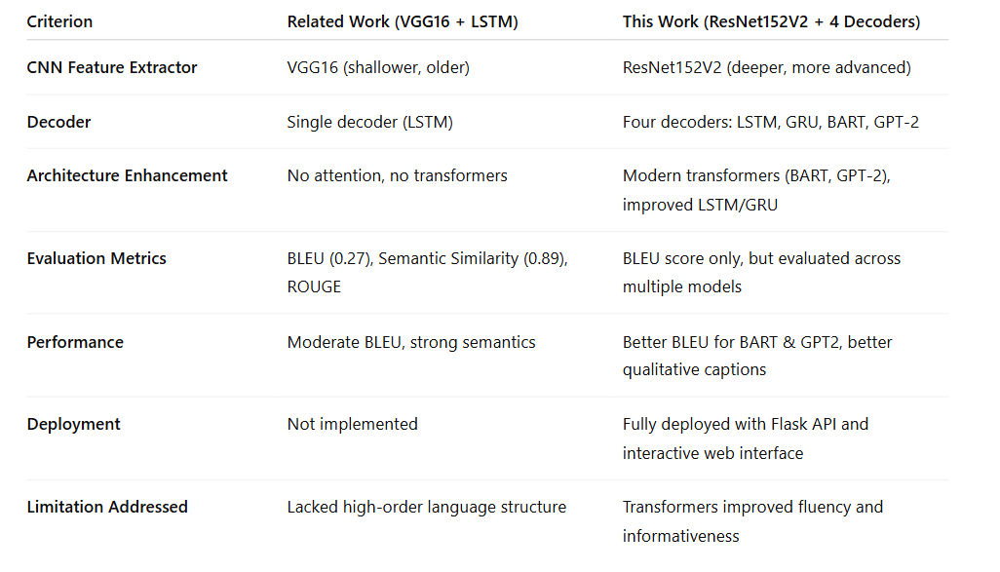 Criterion Related Work (VGG16 + LSTM) This Work (ResNet152V2 + 4 Decoders)
CNN Feature Extractor VGG16 (shallower, older) ResNet152V2 (deeper, more advanced)
Decoder Single decoder (LSTM) Four decoders: LSTM, GRU, BART, GPT-2
Architecture Enhancement No attention, no transformers Modern transformers (BART, GPT-2),
improved LSTM/GRU
Evaluation Metrics BLEU (0.27), Semantic Similarity (0.89), BLEU score only, but evaluated across
ROUGE multiple models
Performance Moderate BLEU, strong semantics Better BLEU for BART & GPT2, better
qualitative captions
Deployment Not implemented Fully deployed with Flask API and
interactive web interface
Limitation Addressed Lacked high-order language structure Transformers improved fluency and
informativeness